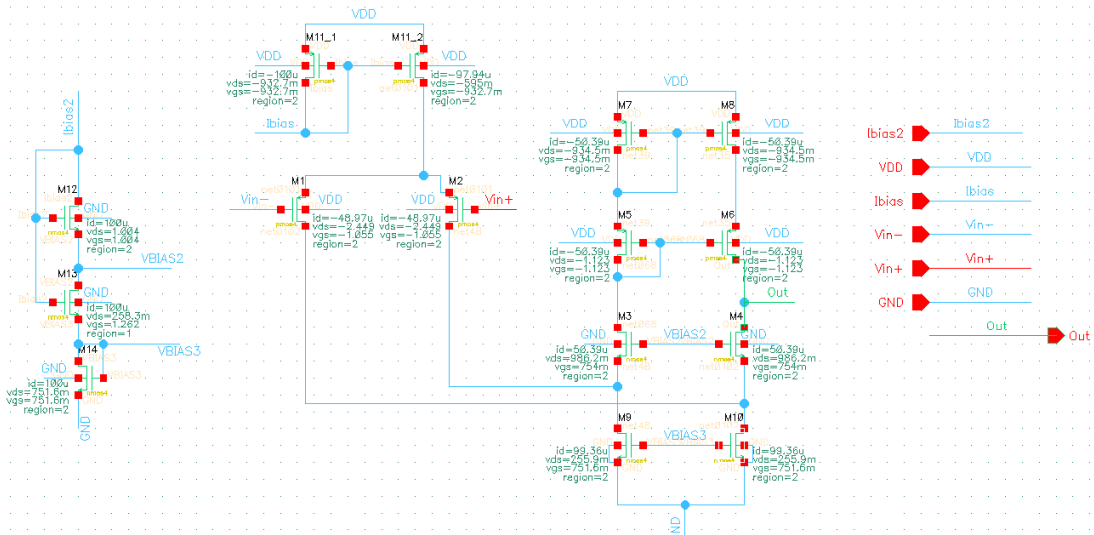 VDD
M11_1
M11_2
VDD
VDD
id=-100u
vds=-932.7m
vgs=-932.7m
region=2
id=-97.94u
vds=-595m
vgs=-932.7m
region=2
Ibias
Ibias2
M12
GND
id=100u
vds=1.004
vgs=1.004
region=2
VBIAS2
M13
GND
id=100u
vds=258.3m
vgs=1.262
region=1
VBIAS3
M14
GND
id=100u
vds=751.6m
vgs=751.6m
region=2
GND
M1
M2
Vin-
VDD
VDD
Vin+
id=-48.97u
vds=-2.449
vgs=-1.055
region=2
id=-48.97u
vds=-2.449
vgs=-1.055
region=2
VDD
M7
M8
VDD
VDD
id=-50.39u
vds=-934.5m
vgs=-934.5m
region=2
id=-50.39u
vds=-934.5m
vgs=-934.5m
region=2
M5
M6
VDD
VDD
id=-50.39u
vds=-1.123
vgs=-1.123
region=2
id=-50.39u
vds=-1.123
vgs=-1.123
region=2
Out
M3
M4
GND
VBIAS2
GND
id=50.39u
vds=986.2m
vgs=754m
region=2
id=50.39u
vds=986.2m
vgs=754m
region=2
M9
M10
VBIAS3
id=99.36u
vds=255.9m
vgs=751.6m
region=2
id=99.36u
vds=255.9m
vgs=751.6m
region=2
ND
Ibias2
Ibias2
VDD
VDD
Ibias
Ibias
Vin-
Vin-
Vin+
Vin+
GND
GND
Out
Out